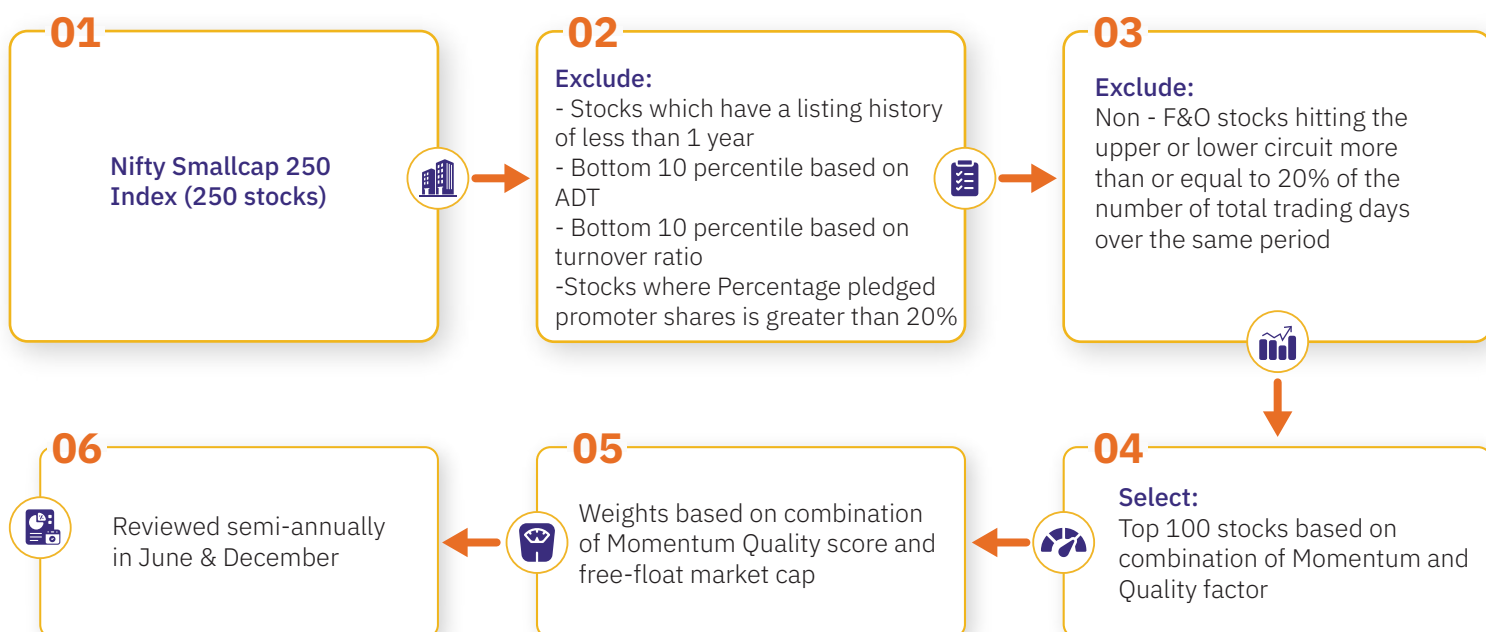 01
Nifty Smallcap 250
Index (250 stocks)
02
Exclude:
- Stocks which have a listing history
of less than 1 year
- Bottom 10 percentile based on
ADT
- Bottom 10 percentile based on
turnover ratio
-Stocks where Percentage pledged
promoter shares is greater than 20%
03
Exclude:
Non - F&O stocks hitting the
upper or lower circuit more
than or equal to 20% of the
number of total trading days
over the same period
04
Select:
Top 100 stocks based on
combination of Momentum and
Quality factor
05
Weights based on combination
of Momentum Quality score and
free-float market cap
06
Reviewed semi-annually
in June & December